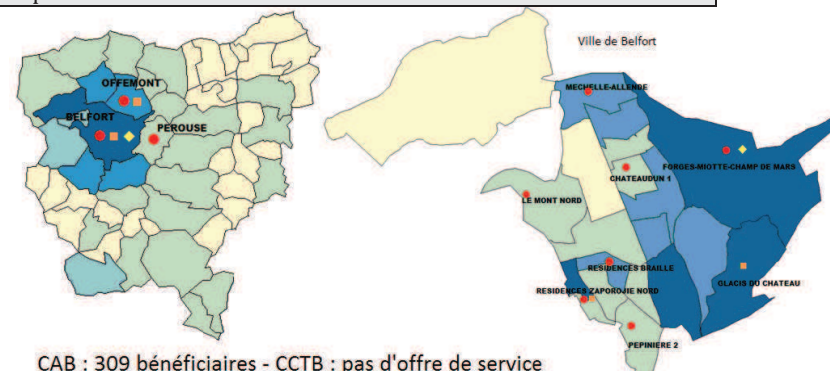 Ville de Belfort
OFFEMONT
BELFORT
PEROUSE
MECHELLE-ALLENDE
FORGES-MIOTTE-CHAMP DE MARS
CHATEAUDUN 1
LE MONT NORD
RESIDENCES BRAILLE
GLACIS DU CHATEAU
RESIDENCES ZAPOROJIE NORD
PEPINIERE 2
CAB : 309 bénéficiaires - CCTB : pas d'offre de service